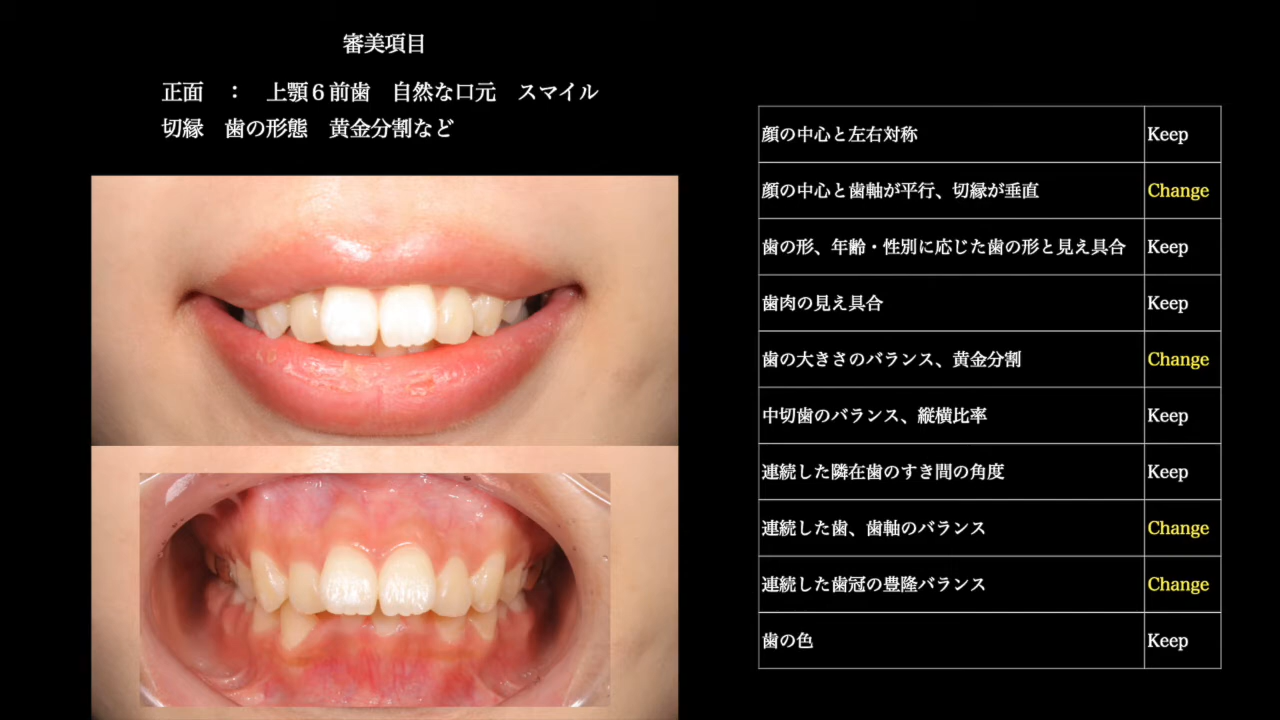 審美項目
正面　：　上顎６前歯　自然な口元　スマイル
切縁　歯の形態　黄金分割など
顔の中心と左右対称 Keep
顔の中心と歯軸が平行、切縁が垂直 Change
歯の形、年齢・性別に応じた歯の形と見え具合 Keep
歯肉の見え具合 Keep
歯の大きさのバランス、黄金分割 Change
中切歯のバランス、縦横比率 Keep
連続した隣在歯のすき間の角度 Keep
連続した歯、歯軸のバランス Change
連続した歯冠の豊隆バランス Change
歯の色 Keep